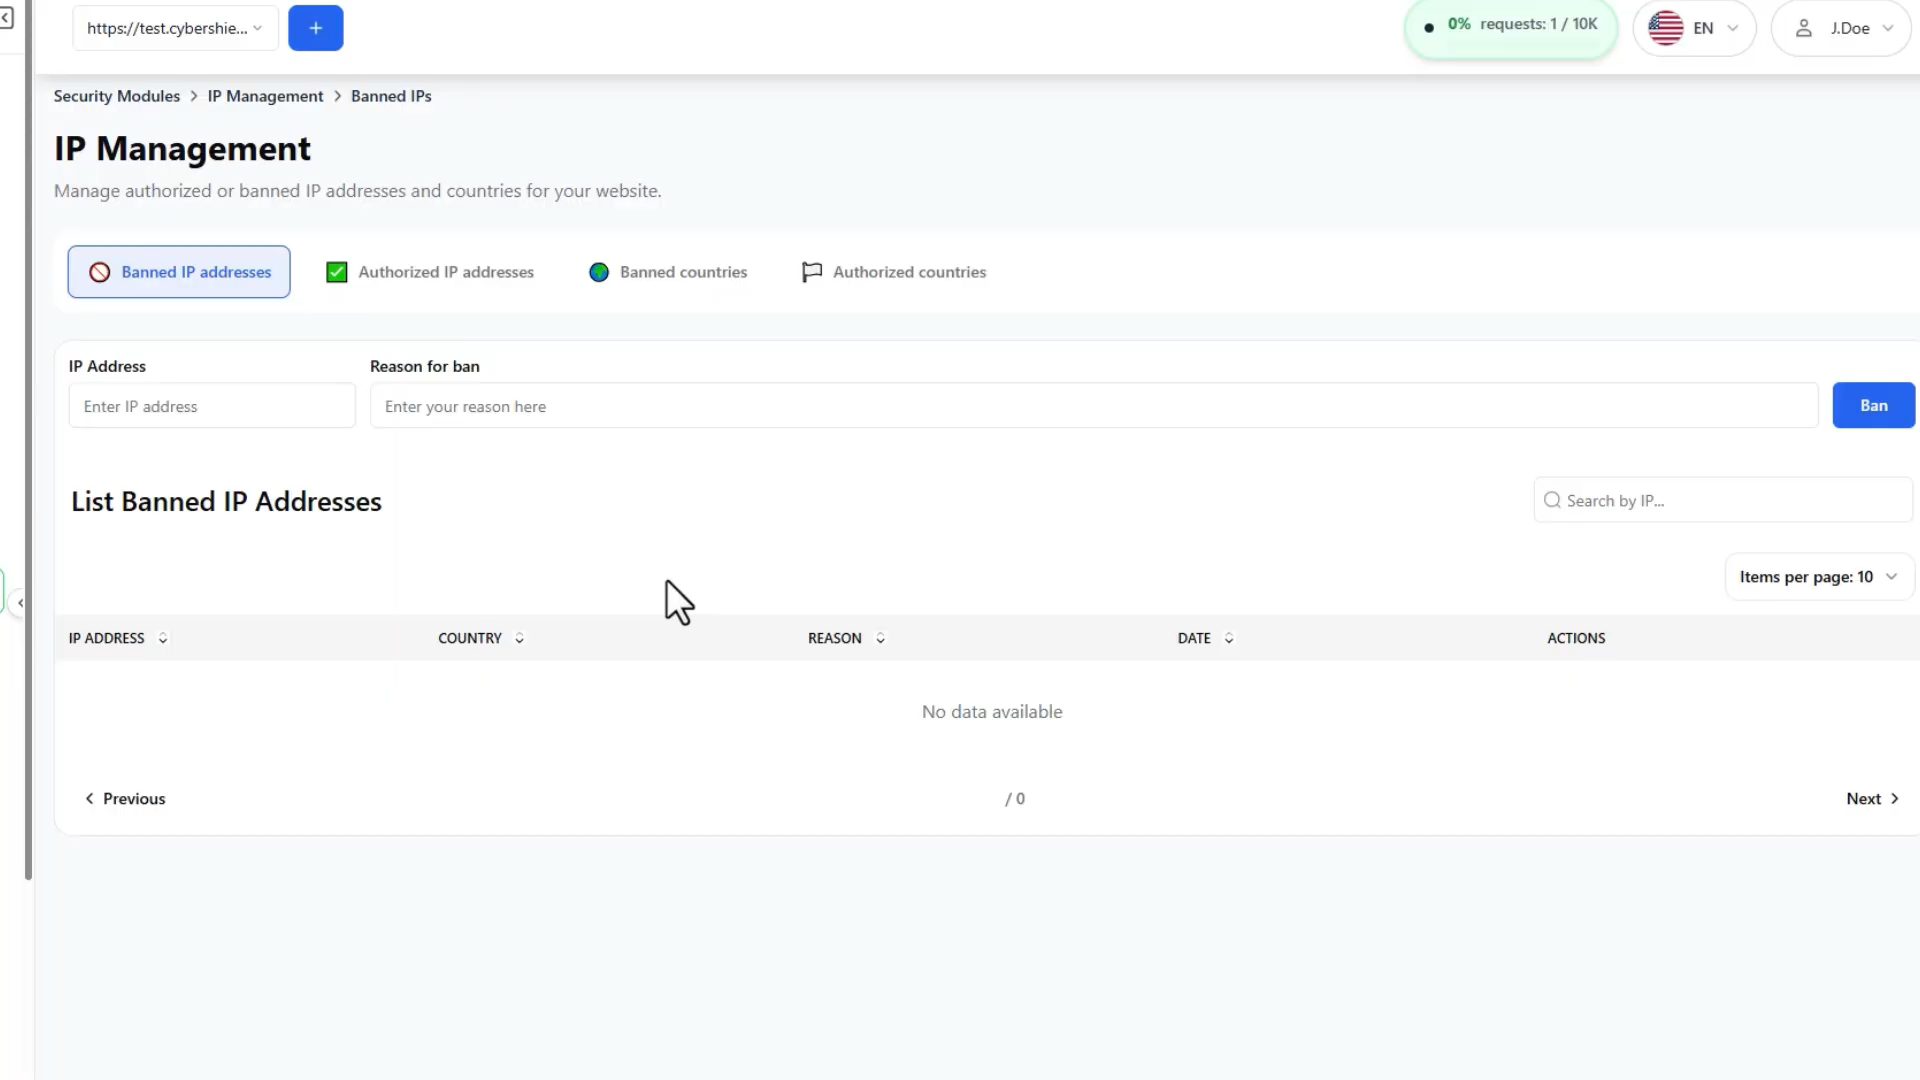 https://test.cybershie...
+
0% requests: 1 / 10K
EN
J.Doe
Security Modules > IP Management > Banned IPs
IP Management
Manage authorized or banned IP addresses and countries for your website.
Banned IP addresses
Authorized IP addresses
Banned countries
Authorized countries
IP Address
Reason for ban
Enter IP address
Enter your reason here
Ban
List Banned IP Addresses
Search by IP...
Items per page: 10
IP ADDRESS
COUNTRY
REASON
DATE
ACTIONS
No data available
Previous
/ 0
Next